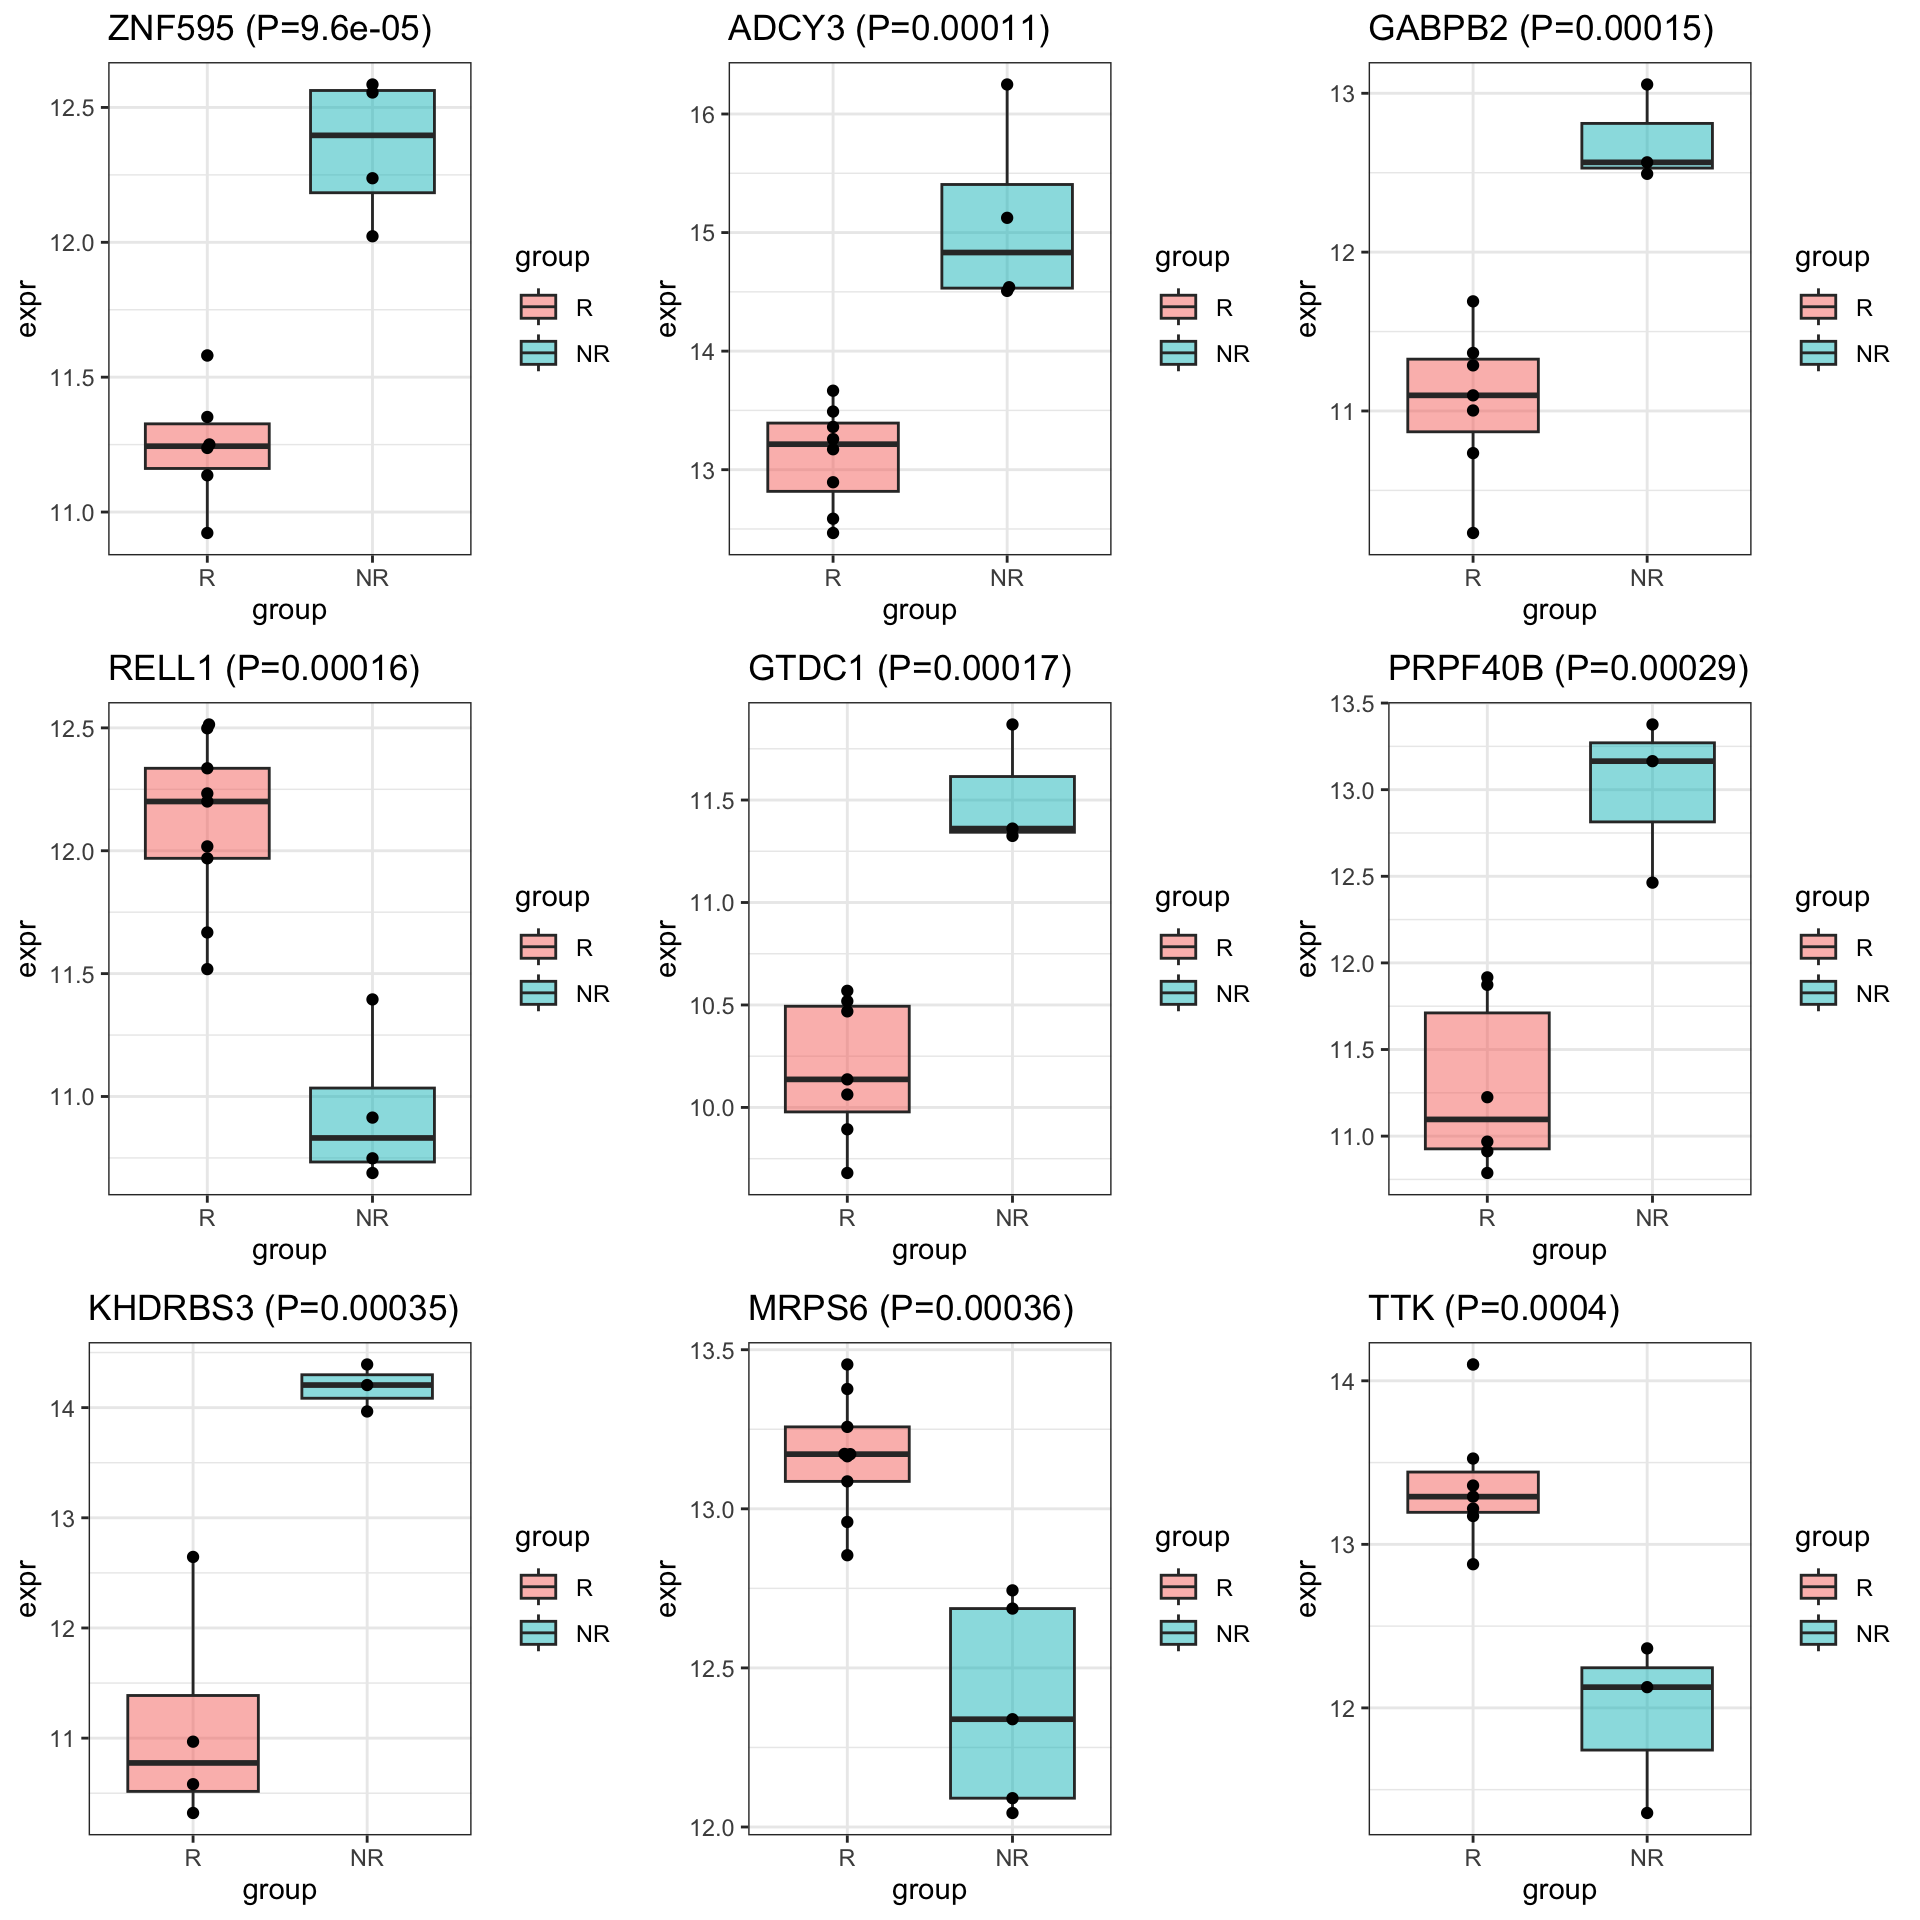 ZNF595 (P=9.6e-05)
12.5
12.0
11.5
11.0
expr
R
NR
group
group
R
NR
ADCY3 (P=0.00011)
16
15
14
13
expr
R
NR
group
group
R
NR
GABPB2 (P=0.00015)
13
12
11
expr
R
NR
group
group
R
NR
RELL1 (P=0.00016)
12.5
12.0
11.5
11.0
expr
R
NR
group
group
R
NR
GTDC1 (P=0.00017)
11.5
11.0
10.5
10.0
expr
R
NR
group
group
R
NR
PRPF40B (P=0.00029)
13.5
13.0
12.5
12.0
11.5
11.0
expr
R
NR
group
group
R
NR
KHDRBS3 (P=0.00035)
14
13
12
11
expr
R
NR
group
group
R
NR
MRPS6 (P=0.00036)
13.5
13.0
12.5
12.0
expr
R
NR
group
group
R
NR
TTK (P=0.0004)
14
13
12
expr
R
NR
group
group
R
NR